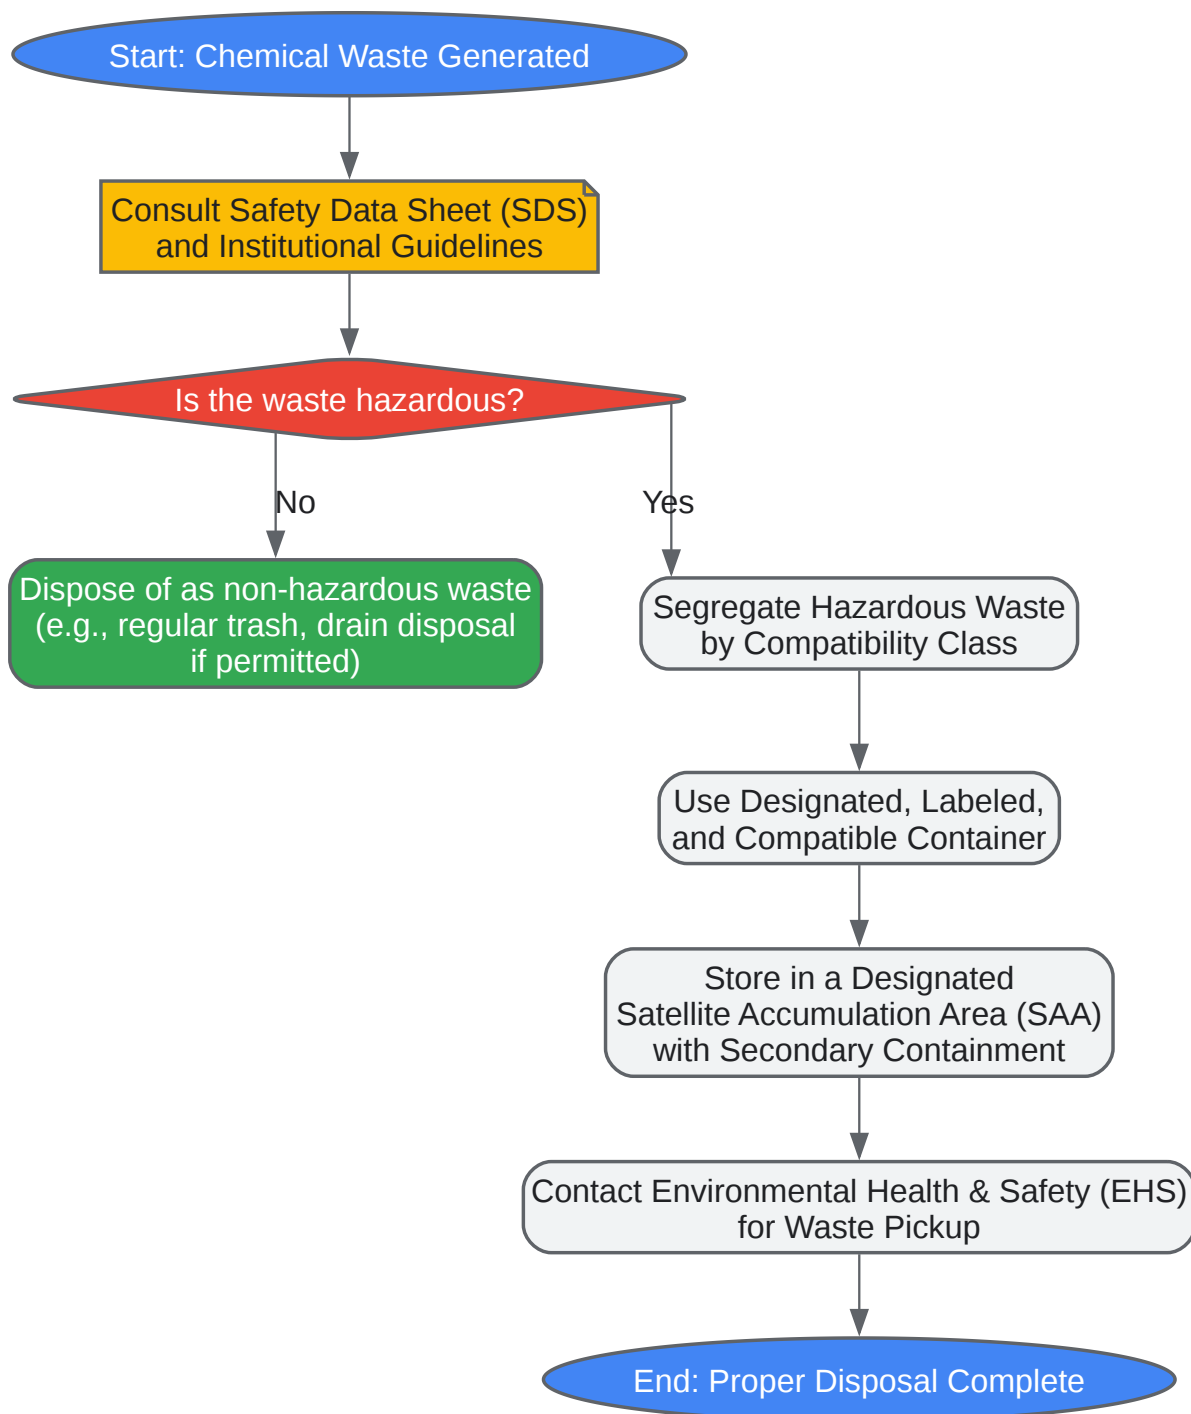 Start: Chemical Waste Generated
Consult Safety Data Sheet (SDS)
and Institutional Guidelines
Is the waste hazardous?
No
Yes
Dispose of as non-hazardous waste
(e.g., regular trash, drain disposal
if permitted)
Segregate Hazardous Waste
by Compatibility Class
Use Designated, Labeled,
and Compatible Container
Store in a Designated
Satellite Accumulation Area (SAA)
with Secondary Containment
Contact Environmental Health & Safety (EHS)
for Waste Pickup
End: Proper Disposal Complete